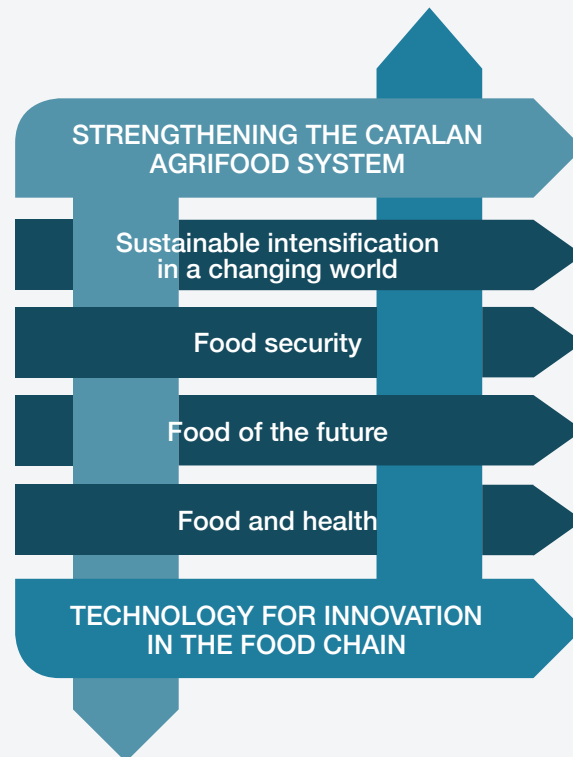 STRENGTHENING THE CATALAN
AGRIFOOD SYSTEM
Sustainable intensification
in a changing world
Food security
Food of the future
Food and health
TECHNOLOGY FOR INNOVATION
IN THE FOOD CHAIN